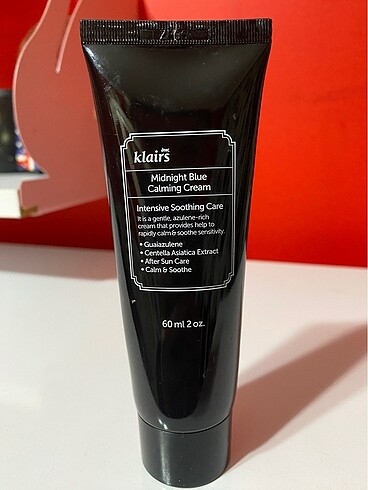 dear,
klairs
Midnight Blue
Calming Cream
Intensive Soothing Care
It is a gentle, azulene-rich
cream that provides help to
rapidly calm & soothe sensitivity.
• Guaiazulene
• Centella Asiatica Extract
• After Sun Care
• Calm & Soothe
60 ml 2 oz.